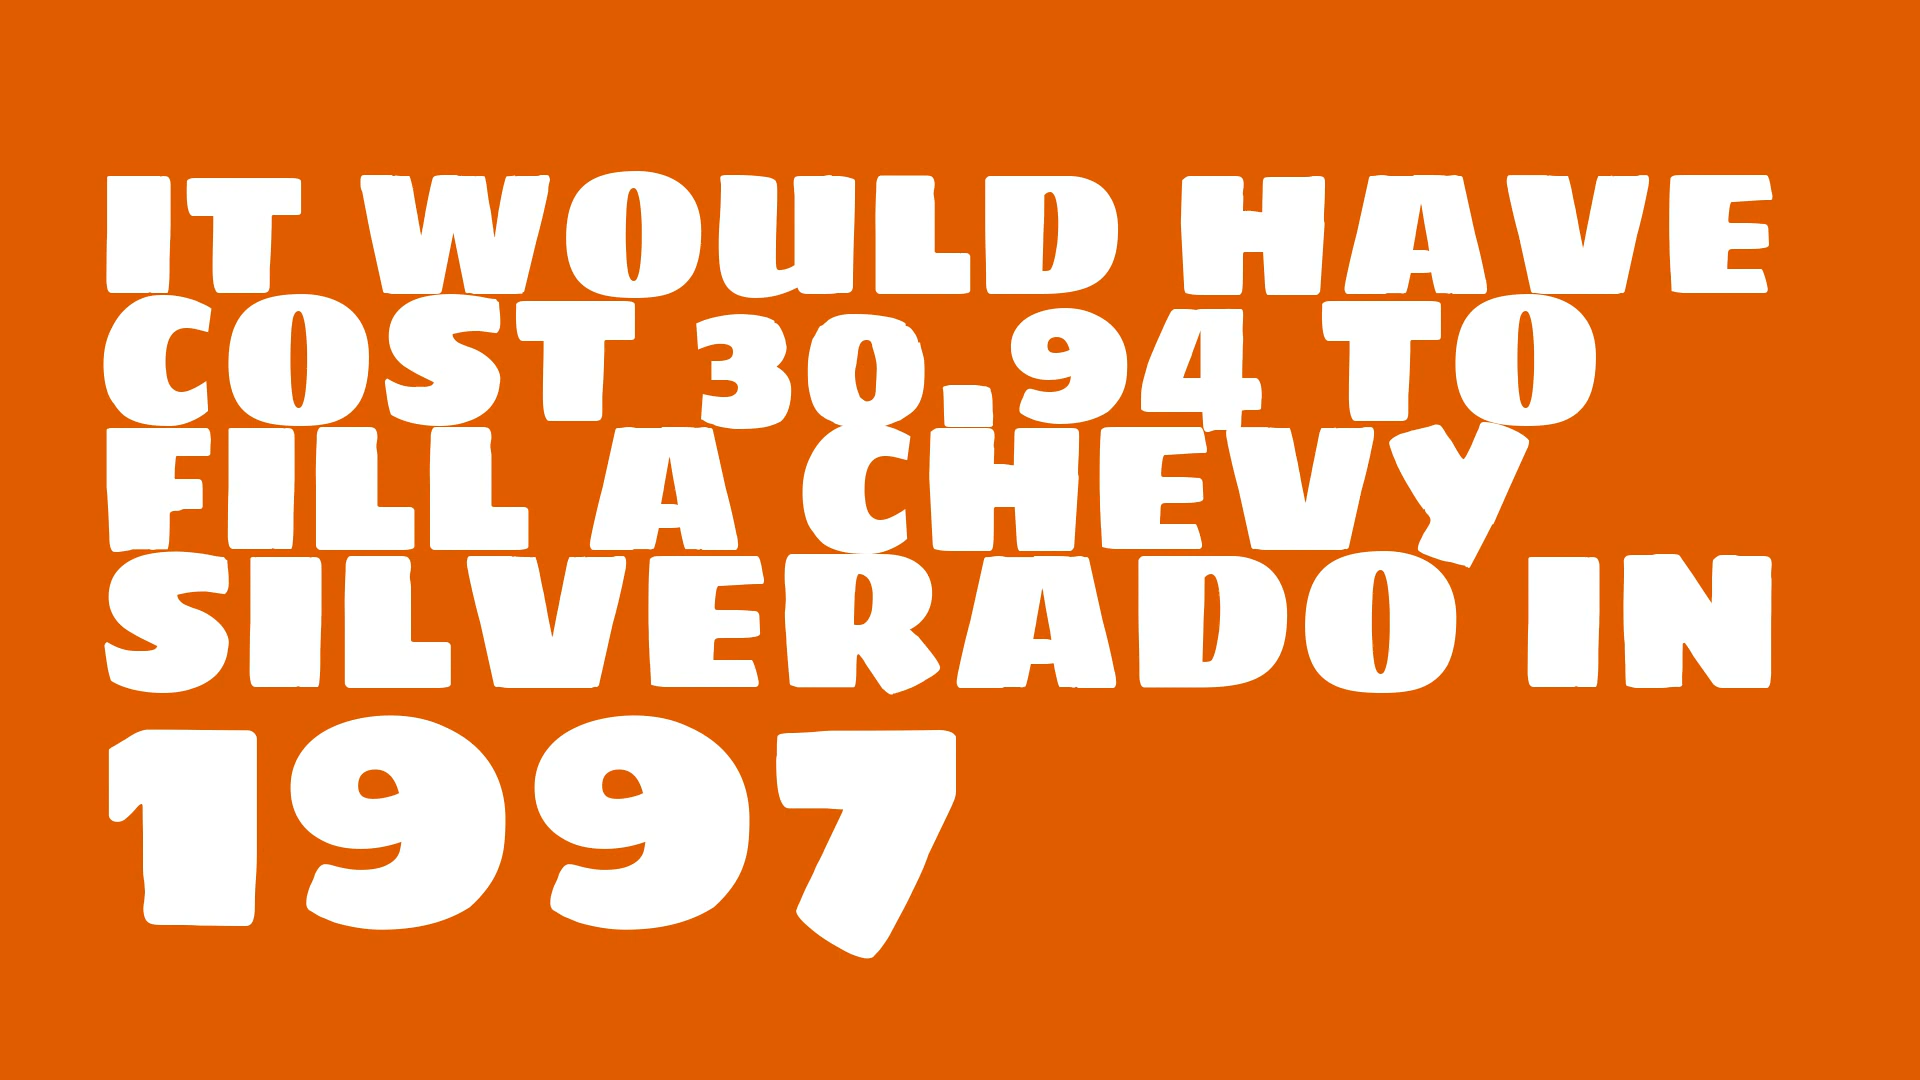 IT WOULD HAVE
COST 30.94 TO
FILL A CHEVY
SILVERADO IN
1997